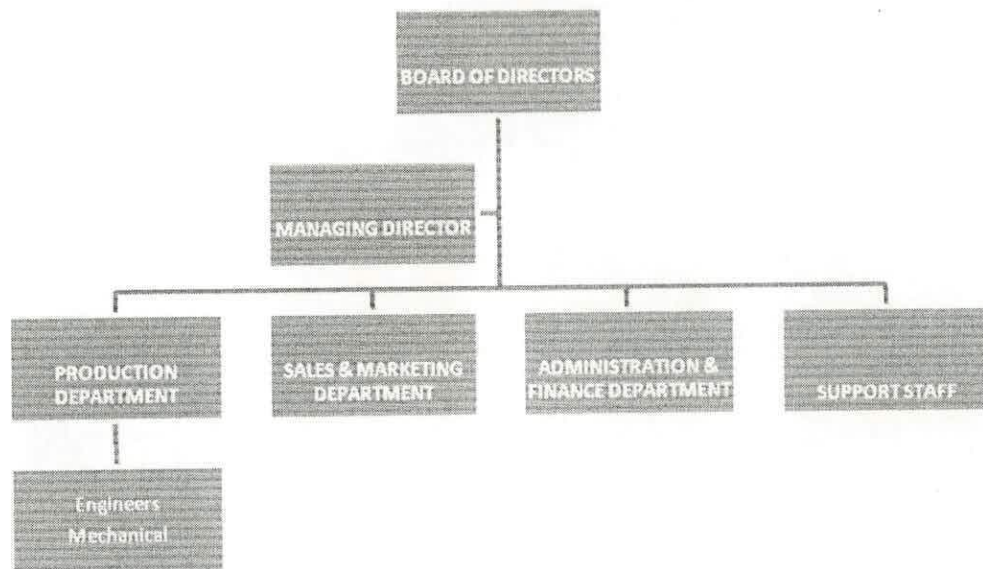 BOARD OF DIRECTORS
MANAGING DIRECTOR
PRODUCTION
DEPARTMENT
SALES & MARKETING
DEPARTMENT
ADMINISTRATION &
FINANCE DEPARTMENT
SUPPORT STAFF
Engineers
Mechanical